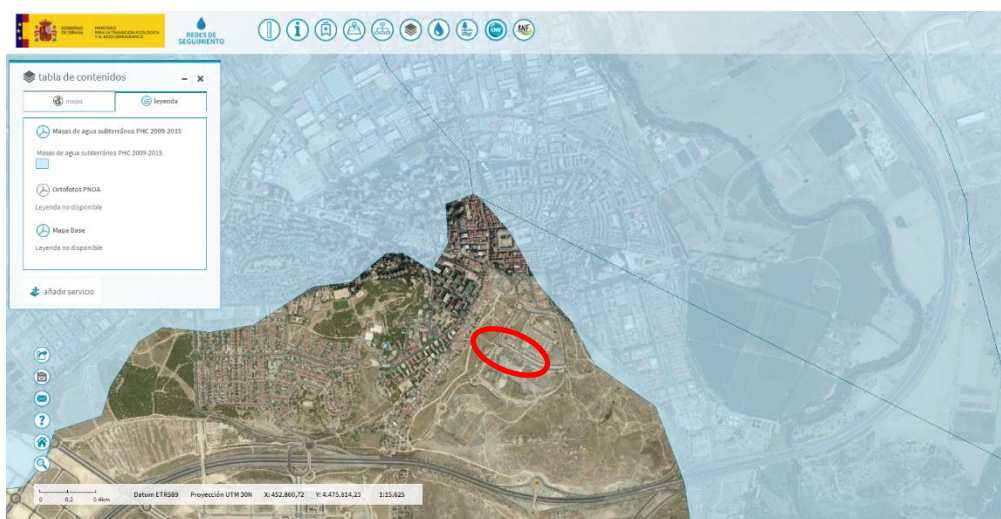 GOBIERNO
DE ESPAÑA
MINISTERIO
PARA LA TRANSICIÓN ECOLÓGICA
Y EL RETO DEMOGRÁFICO
REDES DE
SEGUIMIENTO
tabla de contenidos
mapa
leyenda
Masas de agua subterránea PHC 2009-2015
Masas de agua subterránea PHC 2009-2015
Ortofotos PNOA
Leyenda no disponible
Mapa Base
Leyenda no disponible
añadir servicio
0 0.2 0.4km
Datum ETRS89 Proyección UTM 30N X: 452.860,72 Y: 4.475.814,23 1:15.625